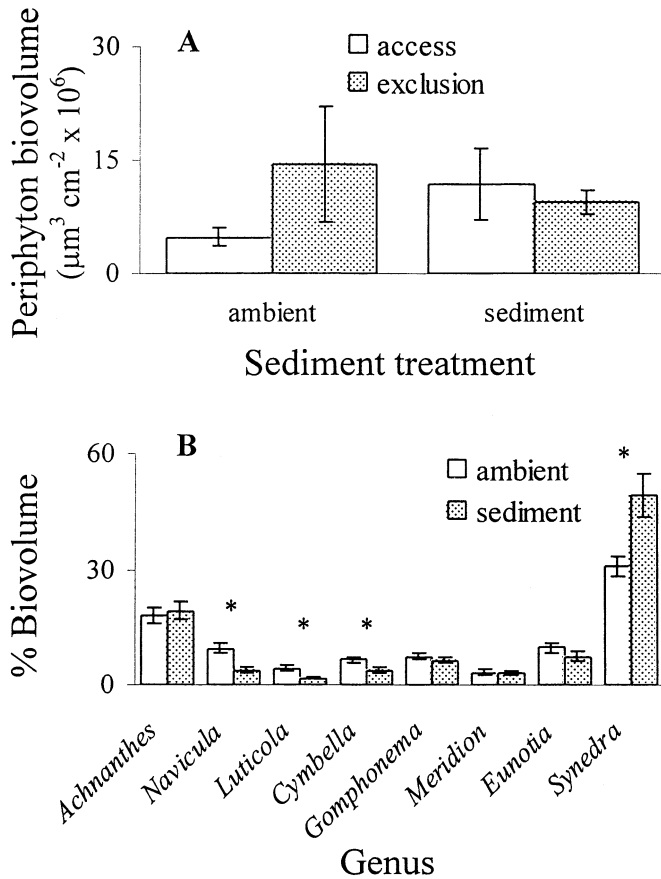 A
access
exclusion
30
15
0
Periphyton biovolume
(μm³ cm⁻² x 10⁶)
ambient
sediment
Sediment treatment
B
ambient
sediment
60
30
0
% Biovolume
*
*
*
*
Achnanthes
Navicula
Luticola
Cymbella
Gomphonema
Meridion
Eunotia
Synedra
Genus